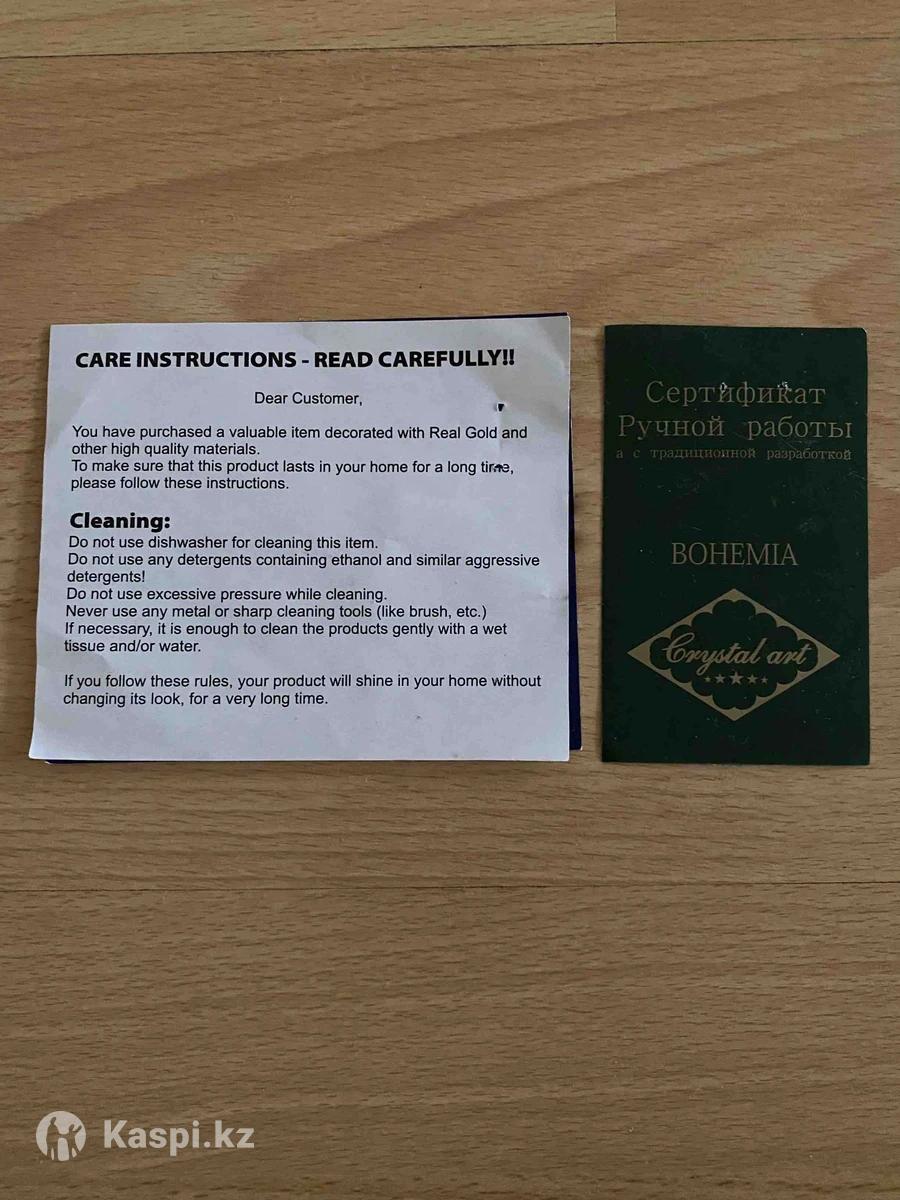 CARE INSTRUCTIONS - READ CAREFULLY!!
Dear Customer,
You have purchased a valuable item decorated with Real Gold and
other high quality materials.
To make sure that this product lasts in your home for a long time,
please follow these instructions.
Cleaning:
Do not use dishwasher for cleaning this item.
Do not use any detergents containing ethanol and similar aggressive
detergents!
Do not use excessive pressure while cleaning.
Never use any metal or sharp cleaning tools (like brush, etc.)
If necessary, it is enough to clean the products gently with a wet
tissue and/or water.
If you follow these rules, your product will shine in your home without
changing its look, for a very long time.
Сертификат
Ручной работы
а с традиционной разработкой
BOHEMIA
Crystal art
Kaspi.kz